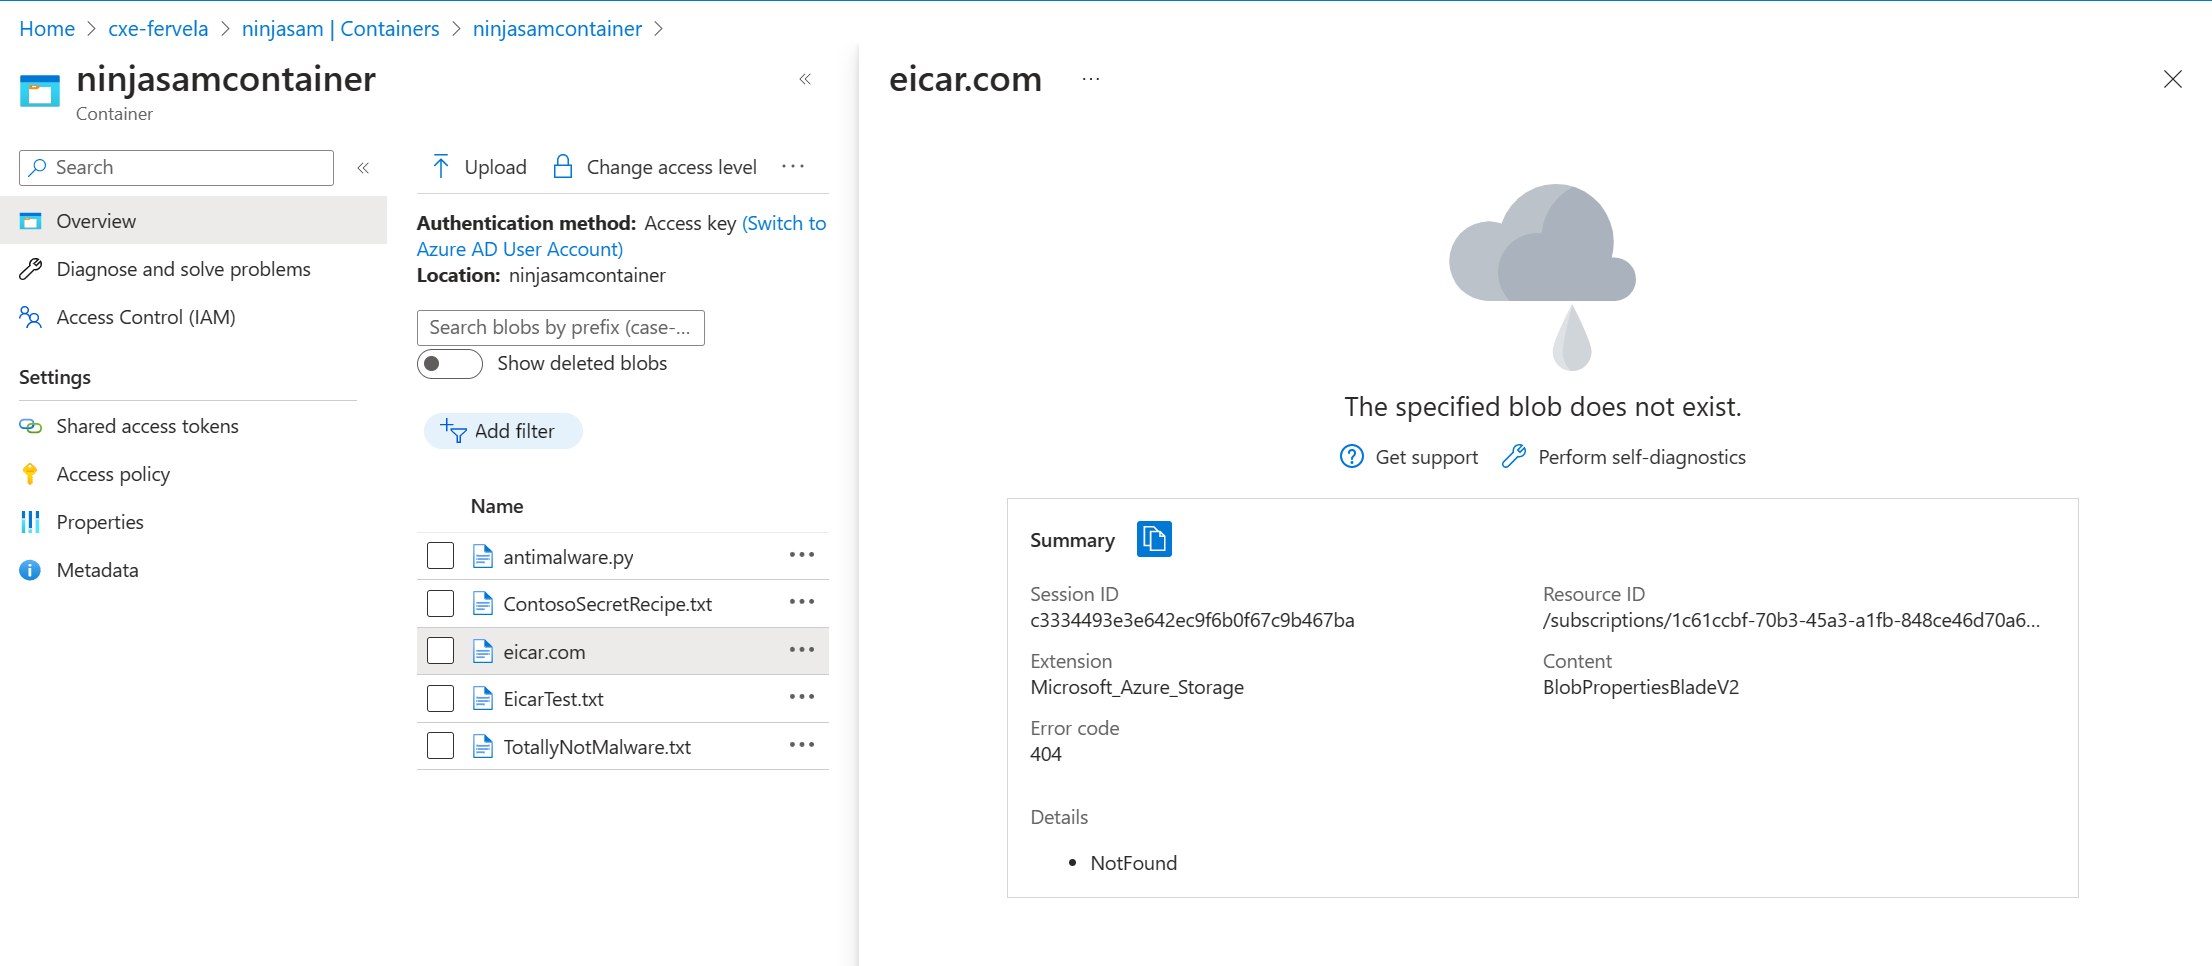 Home > cxe-fervela > ninjasam | Containers > ninjasamcontainer >
ninjasamcontainer
Container
Search
Overview
Diagnose and solve problems
Access Control (IAM)
Settings
Shared access tokens
Access policy
Properties
Metadata
Upload
Change access level
Authentication method: Access key (Switch to
Azure AD User Account)
Location: ninjasamcontainer
Search blobs by prefix (case-...
Show deleted blobs
Add filter
Name
antimalware.py
ContosoSecretRecipe.txt
eicar.com
EicarTest.txt
TotallyNotMalware.txt
eicar.com
The specified blob does not exist.
Get support
Perform self-diagnostics
Summary
Session ID
c3334493e3e642ec9f6b0f67c9b467ba
Resource ID
/subscriptions/1c61ccbf-70b3-45a3-a1fb-848ce46d70a6...
Extension
Microsoft_Azure_Storage
Content
BlobPropertiesBladeV2
Error code
404
Details
• NotFound